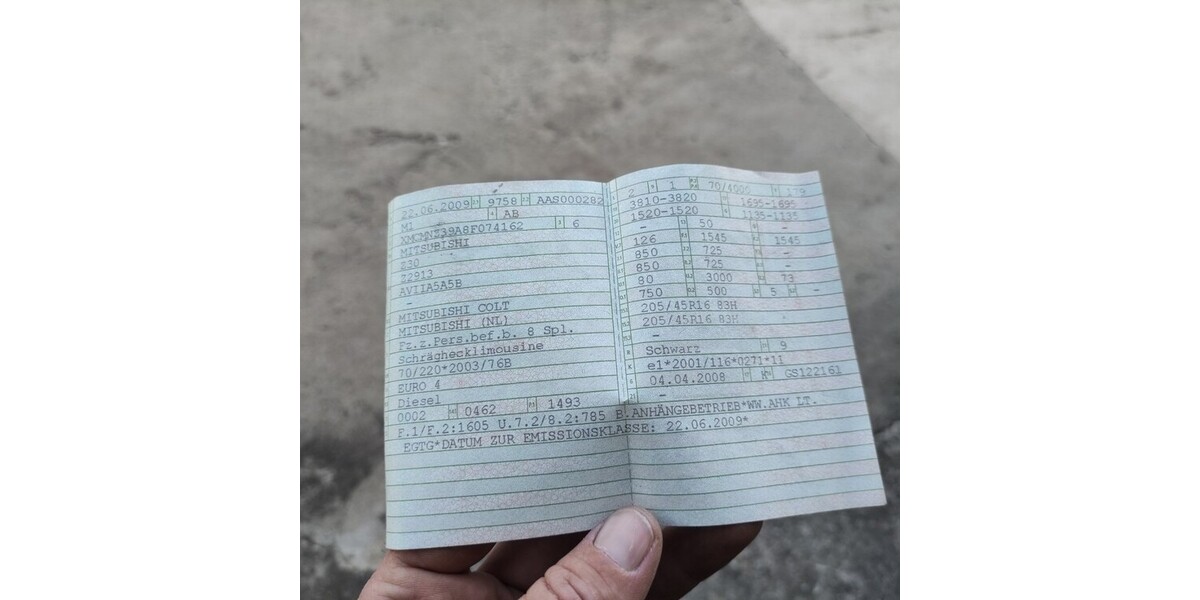 22.06.2009 9758 AAS000282
M1 AB
XMCMNZ39A8F074162 6
MITSUBISHI
Z30
Z2913
AVIIA5A5B
-
MITSUBISHI COLT
MITSUBISHI (NL)
Fz.z.Pers.bef.b. 8 Spl.
Schräghecklimousine
70/220*2003/76B
EURO 4
Diesel
0002 0462 1493
2 1 70/4000 179
3810-3820 1695-1695
1520-1520 1135-1135
- 50 -
126 1545 1545
850 725 -
850 725 -
80 3000 73
750 500 5 -
205/45R16 83H
205/45R16 83H
-
Schwarz 9
e1*2001/116*0271*11
04.04.2008 K GS122161
-
F.1/F.2:1605 U.7.2/8.2:785 B.ANHÄNGEBETRIEB*WW.AHK LT.
EGTG*DATUM ZUR EMISSIONSKLASSE: 22.06.2009*